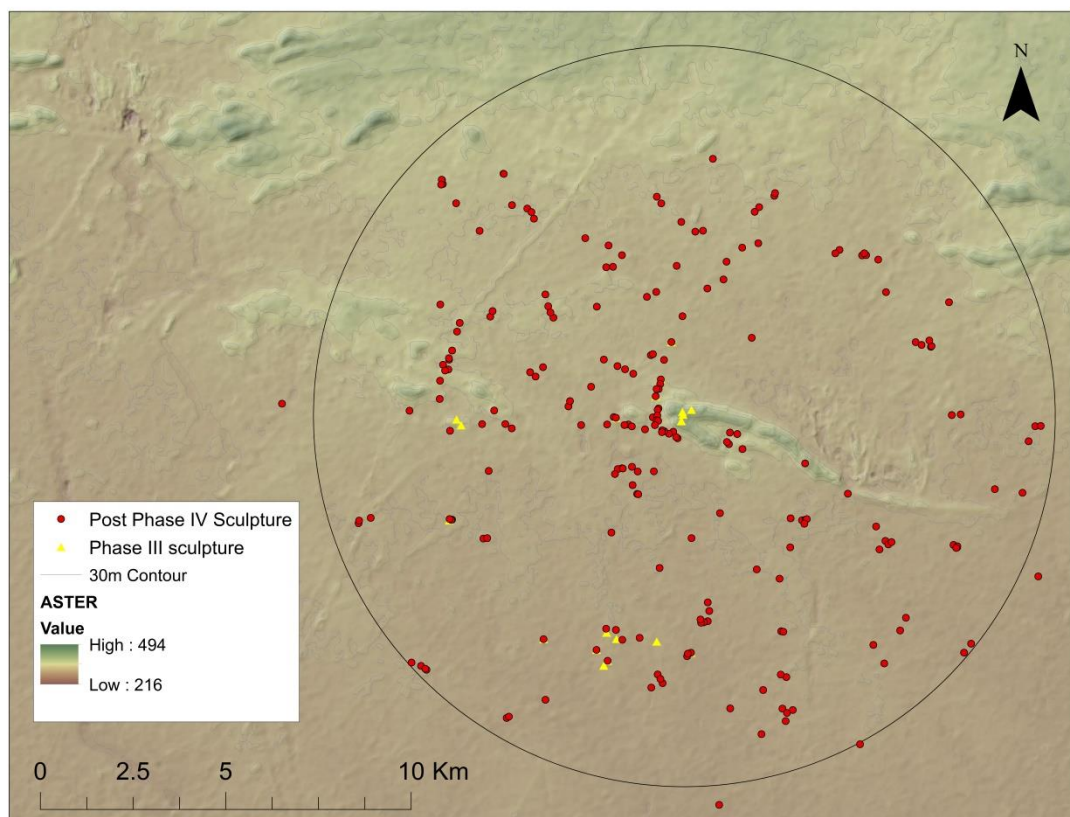 N
Post Phase IV Sculpture
Phase III sculpture
30m Contour
ASTER
Value
High : 494
Low : 216
0 2.5 5 10 Km